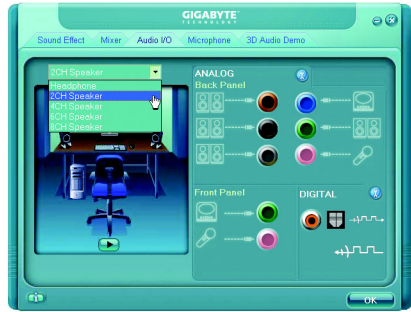 GIGABYTE
TECHNOLOGY
Sound Effect Mixer Audio I/O Microphone 3D Audio Demo
2CH Speaker
Headphone
2CH Speaker
4CH Speaker
6CH Speaker
8CH Speaker
ANALOG
Back Panel
Front Panel
DIGITAL
OK